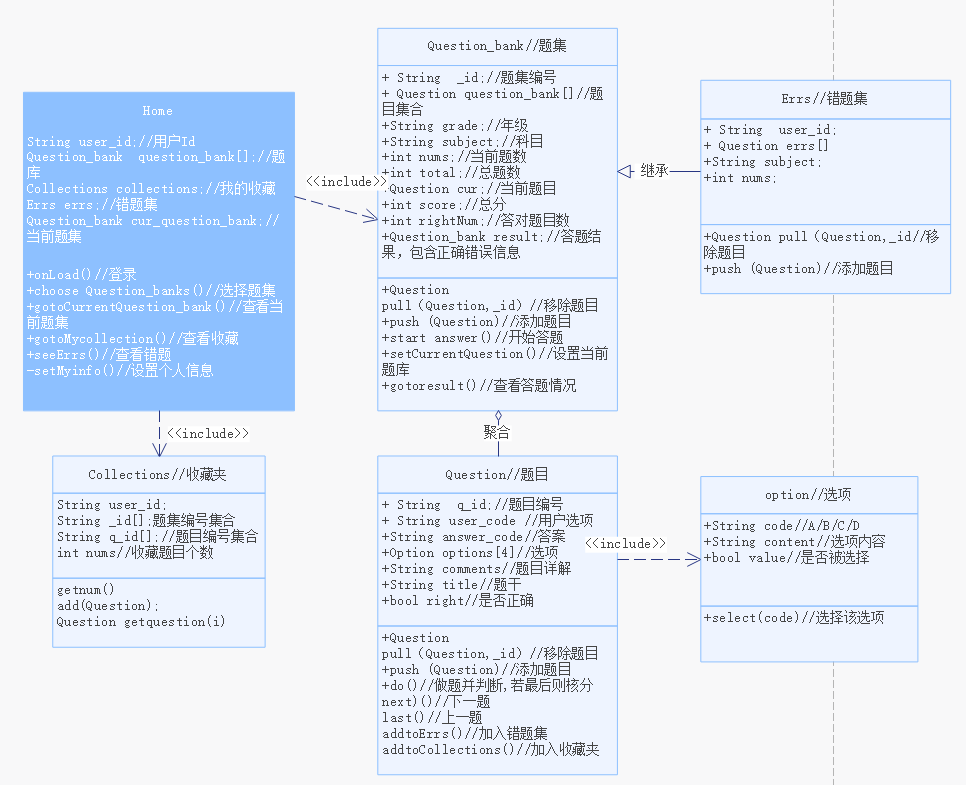 Home
String user_id;//用户Id
Question_bank  question_bank[];//题
库
Collections collections;//我的收藏
Errs errs;//错题集
Question_bank cur_question_bank;//
当前题集
+onLoad()//登录
+choose Question_banks()//选择题集
+gotoCurrentQuestion_bank()//查看当
前题集
+gotoMycollection()//查看收藏
+seeErrs()//查看错题
-setMyinfo()//设置个人信息
<<include>>
Question_bank//题集
+ String  _id;//题集编号
+ Question question_bank[]//题
目集合
+String grade;//年级
+String subject;//科目
+int nums;//当前题数
+int total;//总题数
+Question cur;//当前题目
+int score;//总分
+int rightNum;//答对题目数
+Question_bank result;//答题结
果，包含正确错误信息
+Question
pull（Question,_id）//移除题目
+push（Question)//添加题目
+start answer()//开始答题
+setCurrentQuestion()//设置当前
题库
+gotoresult()//查看答题情况
继承
Errs//错题集
+ String  user_id;
+ Question errs[]
+String subject;
+int nums;
+Question pull（Question,_id//移
除题目
+push（Question)//添加题目
<<include>>
聚合
Collections//收藏夹
String user_id;
String _id[];题集编号集合
String q_id[];//题目编号集合
int nums//收藏题目个数
getnum()
add(Question);
Question getquestion(i)
Question//题目
+ String  q_id;//题目编号
+ String user_code //用户选项
+String answer_code//答案
+Option options[4]//选项
+String comments//题目详解
+String title//题干
+bool right//是否正确
+Question
pull（Question,_id）//移除题目
+push（Question)//添加题目
+do()//做题并判断,若最后则核分
next)()//下一题
last()//上一题
addtoErrs()//加入错题集
addtoCollections()//加入收藏夹
<<include>>
option//选项
+String code//A/B/C/D
+String content//选项内容
+bool value//是否被选择
+select(code)//选择该选项